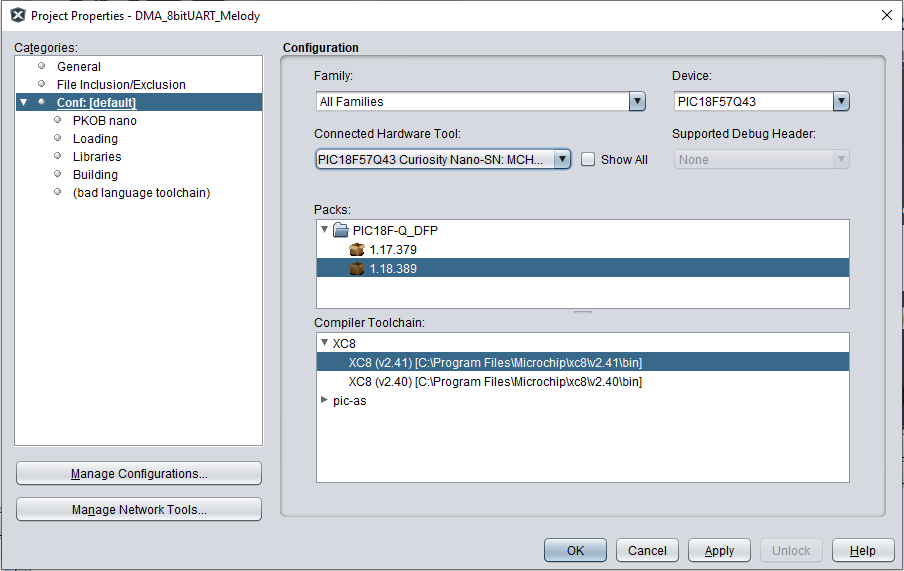 Project Properties - DMA_8bitUART_Melody
Categories:
General
File Inclusion/Exclusion
Conf: [default]
PKOB nano
Loading
Libraries
Building
(bad language toolchain)
Manage Configurations...
Manage Network Tools...
Configuration
Family:
Device:
All Families
PIC18F57Q43
Connected Hardware Tool:
Supported Debug Header:
PIC18F57Q43 Curiosity Nano-SN: MCH...
Show All
None
Packs:
PIC18F-Q_DFP
1.17.379
1.18.389
Compiler Toolchain:
XC8
XC8 (v2.41) [C:\Program Files\Microchip\xc8\v2.41\bin]
XC8 (v2.40) [C:\Program Files\Microchip\xc8\v2.40\bin]
pic-as
OK
Cancel
Apply
Unlock
Help